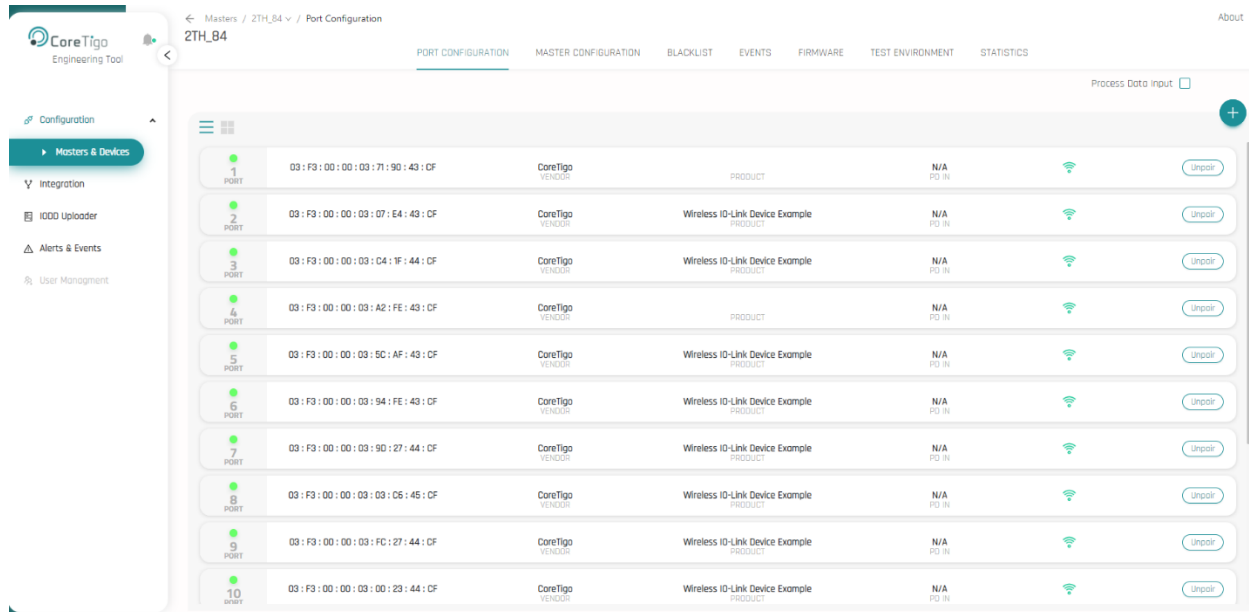 CoreTigo
Engineering Tool
Masters / 2TH_84 / Port Configuration
2TH_84
About
PORT CONFIGURATION MASTER CONFIGURATION BLACKLIST EVENTS FIRMWARE TEST ENVIRONMENT STATISTICS
Process Data Input
Configuration
Masters & Devices
Integration
IODD Uploader
Alerts & Events
User Managment
1 PORT
03 : F3 : 00 : 00 : 03 : 71 : 90 : 43 : CF
CoreTigo
VENDOR
PRODUCT
N/A
PD IN
Unpair
2 PORT
03 : F3 : 00 : 00 : 03 : 07 : E4 : 43 : CF
CoreTigo
VENDOR
Wireless IO-Link Device Example
PRODUCT
N/A
PD IN
Unpair
3 PORT
03 : F3 : 00 : 00 : 03 : C4 : 1F : 44 : CF
CoreTigo
VENDOR
Wireless IO-Link Device Example
PRODUCT
N/A
PD IN
Unpair
4 PORT
03 : F3 : 00 : 00 : 03 : A2 : FE : 43 : CF
CoreTigo
VENDOR
PRODUCT
N/A
PD IN
Unpair
5 PORT
03 : F3 : 00 : 00 : 03 : 5C : AF : 43 : CF
CoreTigo
VENDOR
Wireless IO-Link Device Example
PRODUCT
N/A
PD IN
Unpair
6 PORT
03 : F3 : 00 : 00 : 03 : 94 : FE : 43 : CF
CoreTigo
VENDOR
Wireless IO-Link Device Example
PRODUCT
N/A
PD IN
Unpair
7 PORT
03 : F3 : 00 : 00 : 03 : 9D : 27 : 44 : CF
CoreTigo
VENDOR
Wireless IO-Link Device Example
PRODUCT
N/A
PD IN
Unpair
8 PORT
03 : F3 : 00 : 00 : 03 : 03 : C6 : 45 : CF
CoreTigo
VENDOR
Wireless IO-Link Device Example
PRODUCT
N/A
PD IN
Unpair
9 PORT
03 : F3 : 00 : 00 : 03 : FC : 27 : 44 : CF
CoreTigo
VENDOR
Wireless IO-Link Device Example
PRODUCT
N/A
PD IN
Unpair
10 PORT
03 : F3 : 00 : 00 : 03 : 00 : 23 : 44 : CF
CoreTigo
VENDOR
Wireless IO-Link Device Example
PRODUCT
N/A
PD IN
Unpair